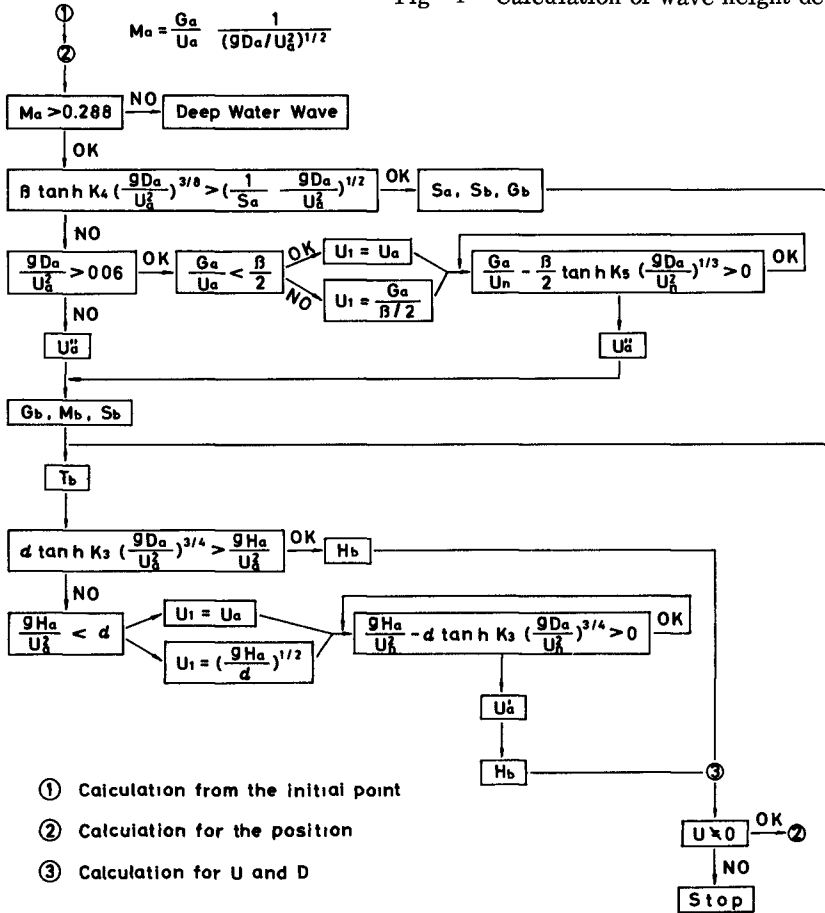 Fig 1 Calculation of wave height de
①
Ma = Ga/Ua 1/(gDa/Ua²)^1/2
②
Ma > 0.288 NO Deep Water Wave
OK
β tanh K4 (gDa/Ua²)^3/8 > (1/Sa gDa/Ua²)^1/2 OK Sa, Sb, Gb
NO
gDa/Ua² > 006 OK Ga/Ua < β/2 OK U1 = Ua
NO U1 = Ga/(β/2)
Ga/Un - β/2 tanh K5 (gDa/Un²)^1/3 > 0 OK
NO
Ua″ Ua″
Gb, Mb, Sb
Tb
d tanh K3 (gDa/Ua²)^3/4 > gHa/Ua² OK Hb
NO
gHa/Ua² < d U1 = Ua
U1 = (gHa/d)^1/2
gHa/Un² - d tanh K3 (gDa/Un²)^3/4 > 0 OK
Ua′
Hb ③
① Calculation from the initial point
② Calculation for the position
③ Calculation for U and D
U ≒ 0 OK ②
NO
Stop